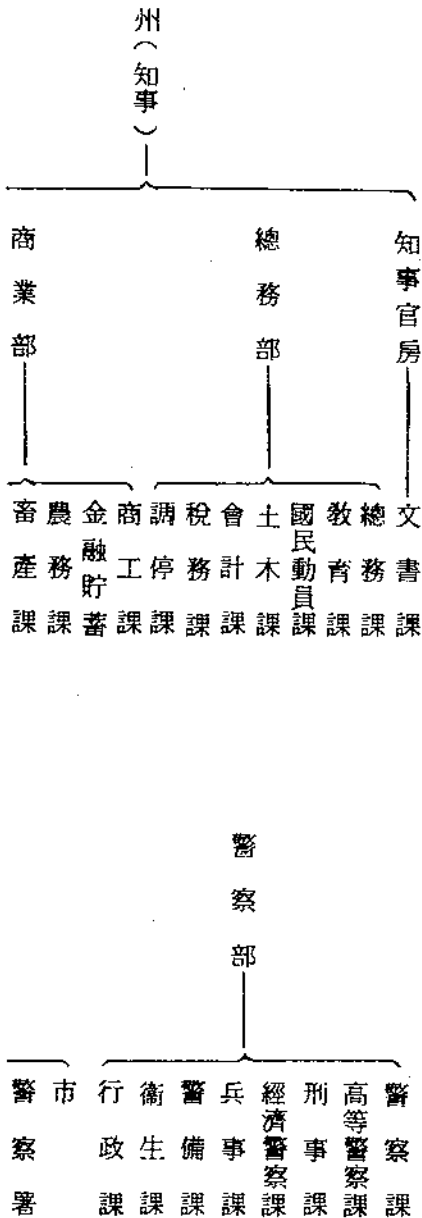 州（知事）
知事官房
文書課
總務部
總務課
教育課
國民動員課
土木課
會計課
稅務課
調停課
商業部
商工課
金融貯蓄課
農務課
畜產課
警察部
警察課
高等警察課
刑事課
經濟警察課
兵事課
警備課
衛生課
行政課
市
警察署